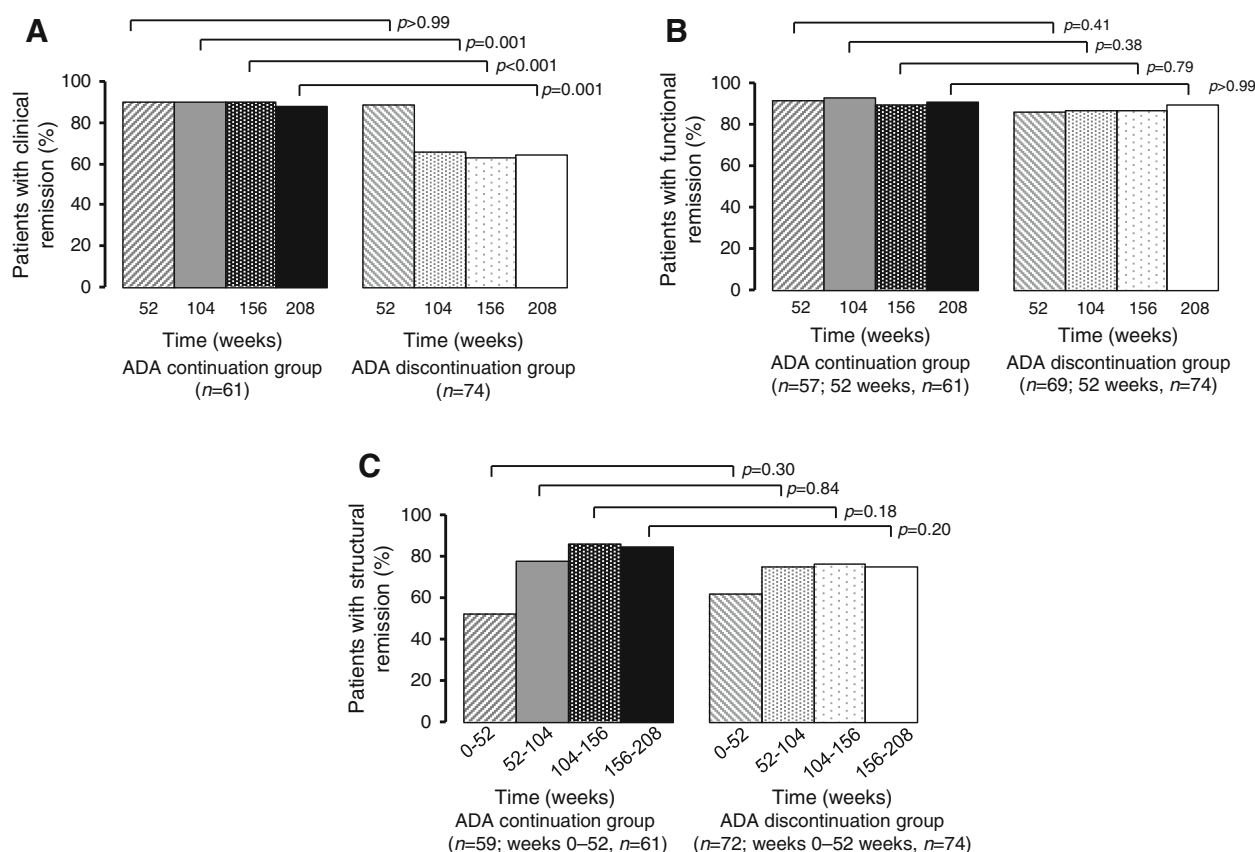 A
p>0.99
p=0.001
p<0.001
p=0.001
Patients with clinical
remission (%)
100
80
60
40
20
0
52 104 156 208 52 104 156 208
Time (weeks) Time (weeks)
ADA continuation group ADA discontinuation group
(n=61) (n=74)
B
p=0.41
p=0.38
p=0.79
p>0.99
Patients with functional
remission (%)
100
80
60
40
20
0
52 104 156 208 52 104 156 208
Time (weeks) Time (weeks)
ADA continuation group ADA discontinuation group
(n=57; 52 weeks, n=61) (n=69; 52 weeks, n=74)
C
p=0.30
p=0.84
p=0.18
p=0.20
Patients with structural
remission (%)
100
80
60
40
20
0
0-52 52-104 104-156 156-208 0-52 52-104 104-156 156-208
Time (weeks) Time (weeks)
ADA continuation group ADA discontinuation group
(n=59; weeks 0–52, n=61) (n=72; weeks 0–52 weeks, n=74)